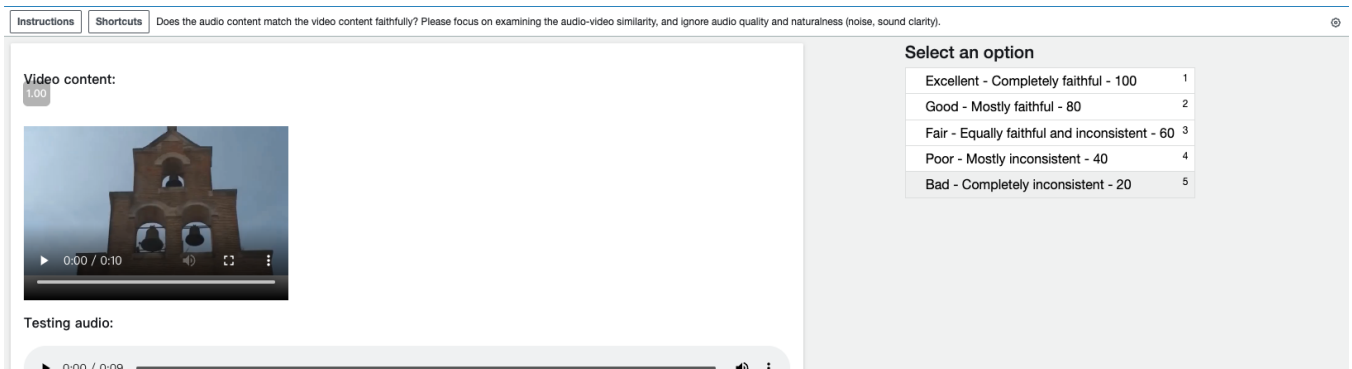 Instructions Shortcuts Does the audio content match the video content faithfully? Please focus on examining the audio-video similarity, and ignore audio quality and naturalness (noise, sound clarity).
Select an option
Video content:
1.00
Excellent - Completely faithful - 100 1
Good - Mostly faithful - 80 2
Fair - Equally faithful and inconsistent - 60 3
Poor - Mostly inconsistent - 40 4
Bad - Completely inconsistent - 20 5
0:00 / 0:10
Testing audio:
0:00 / 0:09